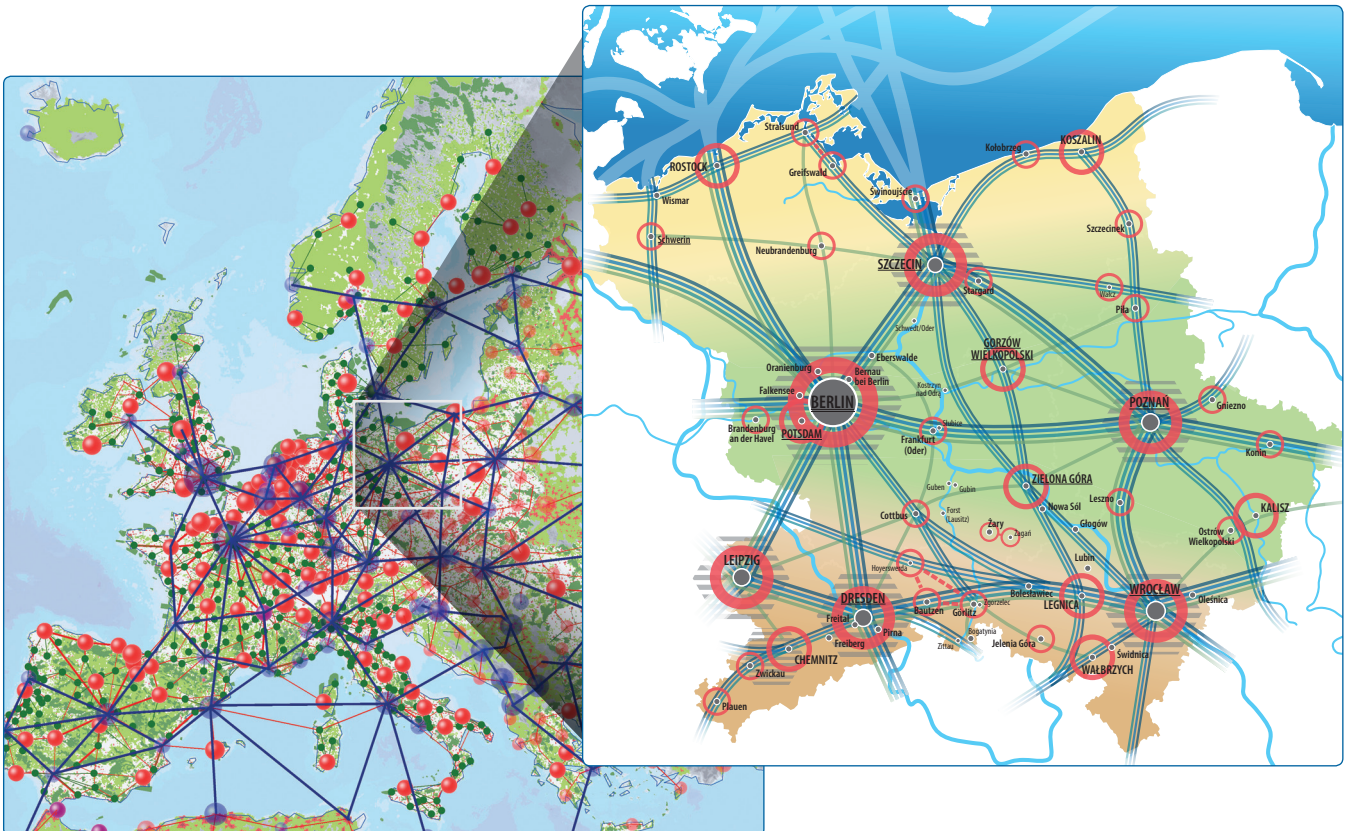 Stralsund
KOSZALIN
Kołobrzeg
ROSTOCK
Greifswald
Świnoujście
Wismar
Szczecinek
Schwerin
Neubrandenburg
SZCZECIN
Stargard
Wałcz
Piła
Schwedt/Oder
GORZÓW
WIELKOPOLSKI
Eberswalde
Oranienburg
Bernau
bei Berlin
Falkensee
Kostrzyn
nad Odrą
BERLIN
POZNAŃ
Gniezno
Brandenburg
an der Havel
POTSDAM
Słubice
Frankfurt
(Oder)
Konin
ZIELONA GÓRA
Guben
Gubin
Leszno
Nowa Sól
KALISZ
Cottbus
Forst
(Lausitz)
Żary
Żagań
Głogów
Ostrów
Wielkopolski
Lubin
LEIPZIG
Hoyerswerda
WROCŁAW
Bolesławiec
DRESDEN
Bautzen
Görlitz
Zgorzelec
LEGNICA
Oleśnica
Freital
Pirna
Freiberg
Bogatynia
Zittau
Jelenia Góra
Świdnica
CHEMNITZ
WAŁBRZYCH
Zwickau
Plauen